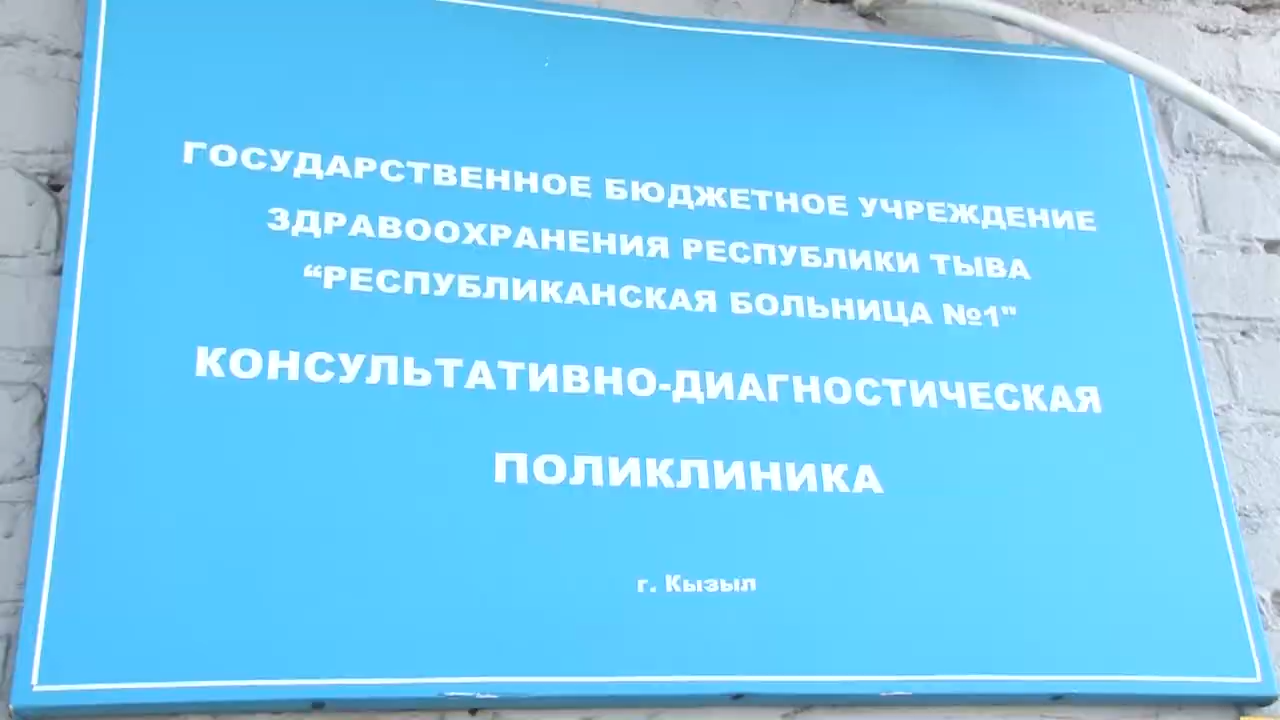 ГОСУДАРСТВЕННОЕ БЮДЖЕТНОЕ УЧРЕЖДЕНИЕ
ЗДРАВООХРАНЕНИЯ РЕСПУБЛИКИ ТЫВА
“РЕСПУБЛИКАНСКАЯ БОЛЬНИЦА №1"
КОНСУЛЬТАТИВНО-ДИАГНОСТИЧЕСКАЯ
ПОЛИКЛИНИКА
г. Кызыл